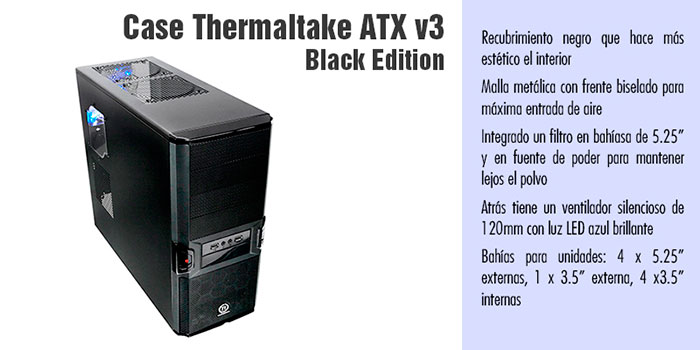 Case Thermaltake ATX v3
Black Edition
Recubrimiento negro que hace más
estético el interior
Malla metálica con frente biselado para
máxima entrada de aire
Integrado un filtro en bahíasa de 5.25”
y en fuente de poder para mantener
lejos el polvo
Atrás tiene un ventilador silencioso de
120mm con luz LED azul brillante
Bahías para unidades: 4 x 5.25”
externas, 1 x 3.5” externa, 4 x3.5”
internas